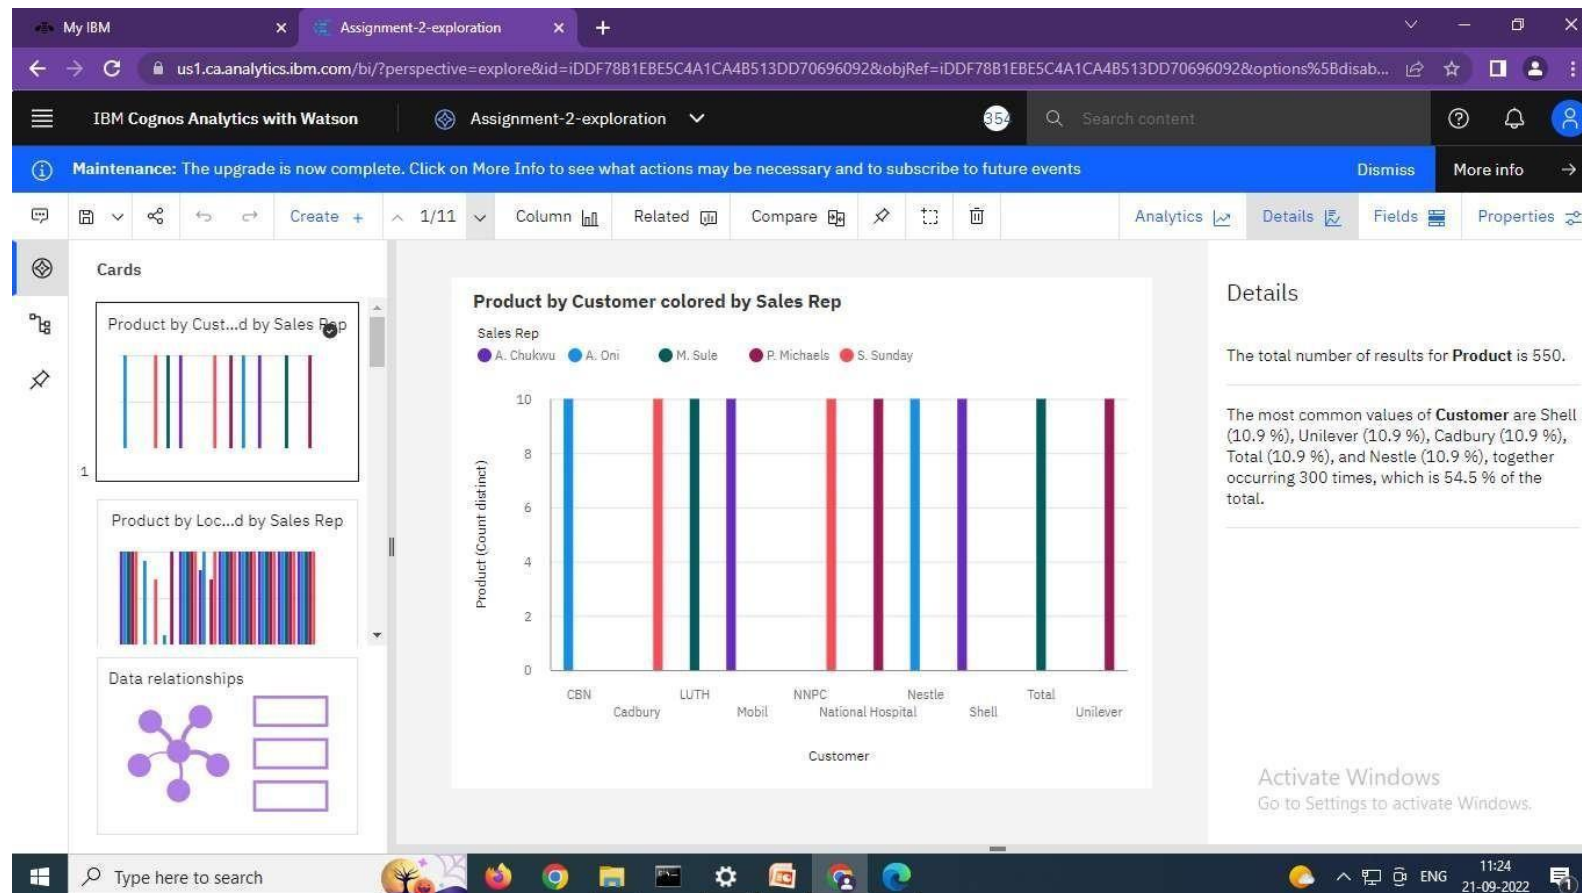 My IBM
Assignment-2-exploration
us1.ca.analytics.ibm.com/bi/?perspective=explore&id=iDDF78B1EBE5C4A1CA4B513DD70696092&objRef=iDDF78B1EBE5C4A1CA4B513DD70696092&options%5Bdisab...
IBM Cognos Analytics with Watson
Assignment-2-exploration
354
Search content
Maintenance: The upgrade is now complete. Click on More Info to see what actions may be necessary and to subscribe to future events
Dismiss
More info
Create +
1/11
Column
Related
Compare
Analytics
Details
Fields
Properties
Cards
Product by Cust...d by Sales Rep
1
Product by Loc...d by Sales Rep
Data relationships
Product by Customer colored by Sales Rep
Sales Rep
A. Chukwu A. Oni M. Sule P. Michaels S. Sunday
Product (Count distinct)
10
8
6
4
2
0
CBN LUTH NNPC Nestle Total
Cadbury Mobil National Hospital Shell Unilever
Customer
Details
The total number of results for Product is 550.
The most common values of Customer are Shell
(10.9 %), Unilever (10.9 %), Cadbury (10.9 %),
Total (10.9 %), and Nestle (10.9 %), together
occurring 300 times, which is 54.5 % of the
total.
Activate Windows
Go to Settings to activate Windows.
Type here to search
ENG
11:24
21-09-2022
1